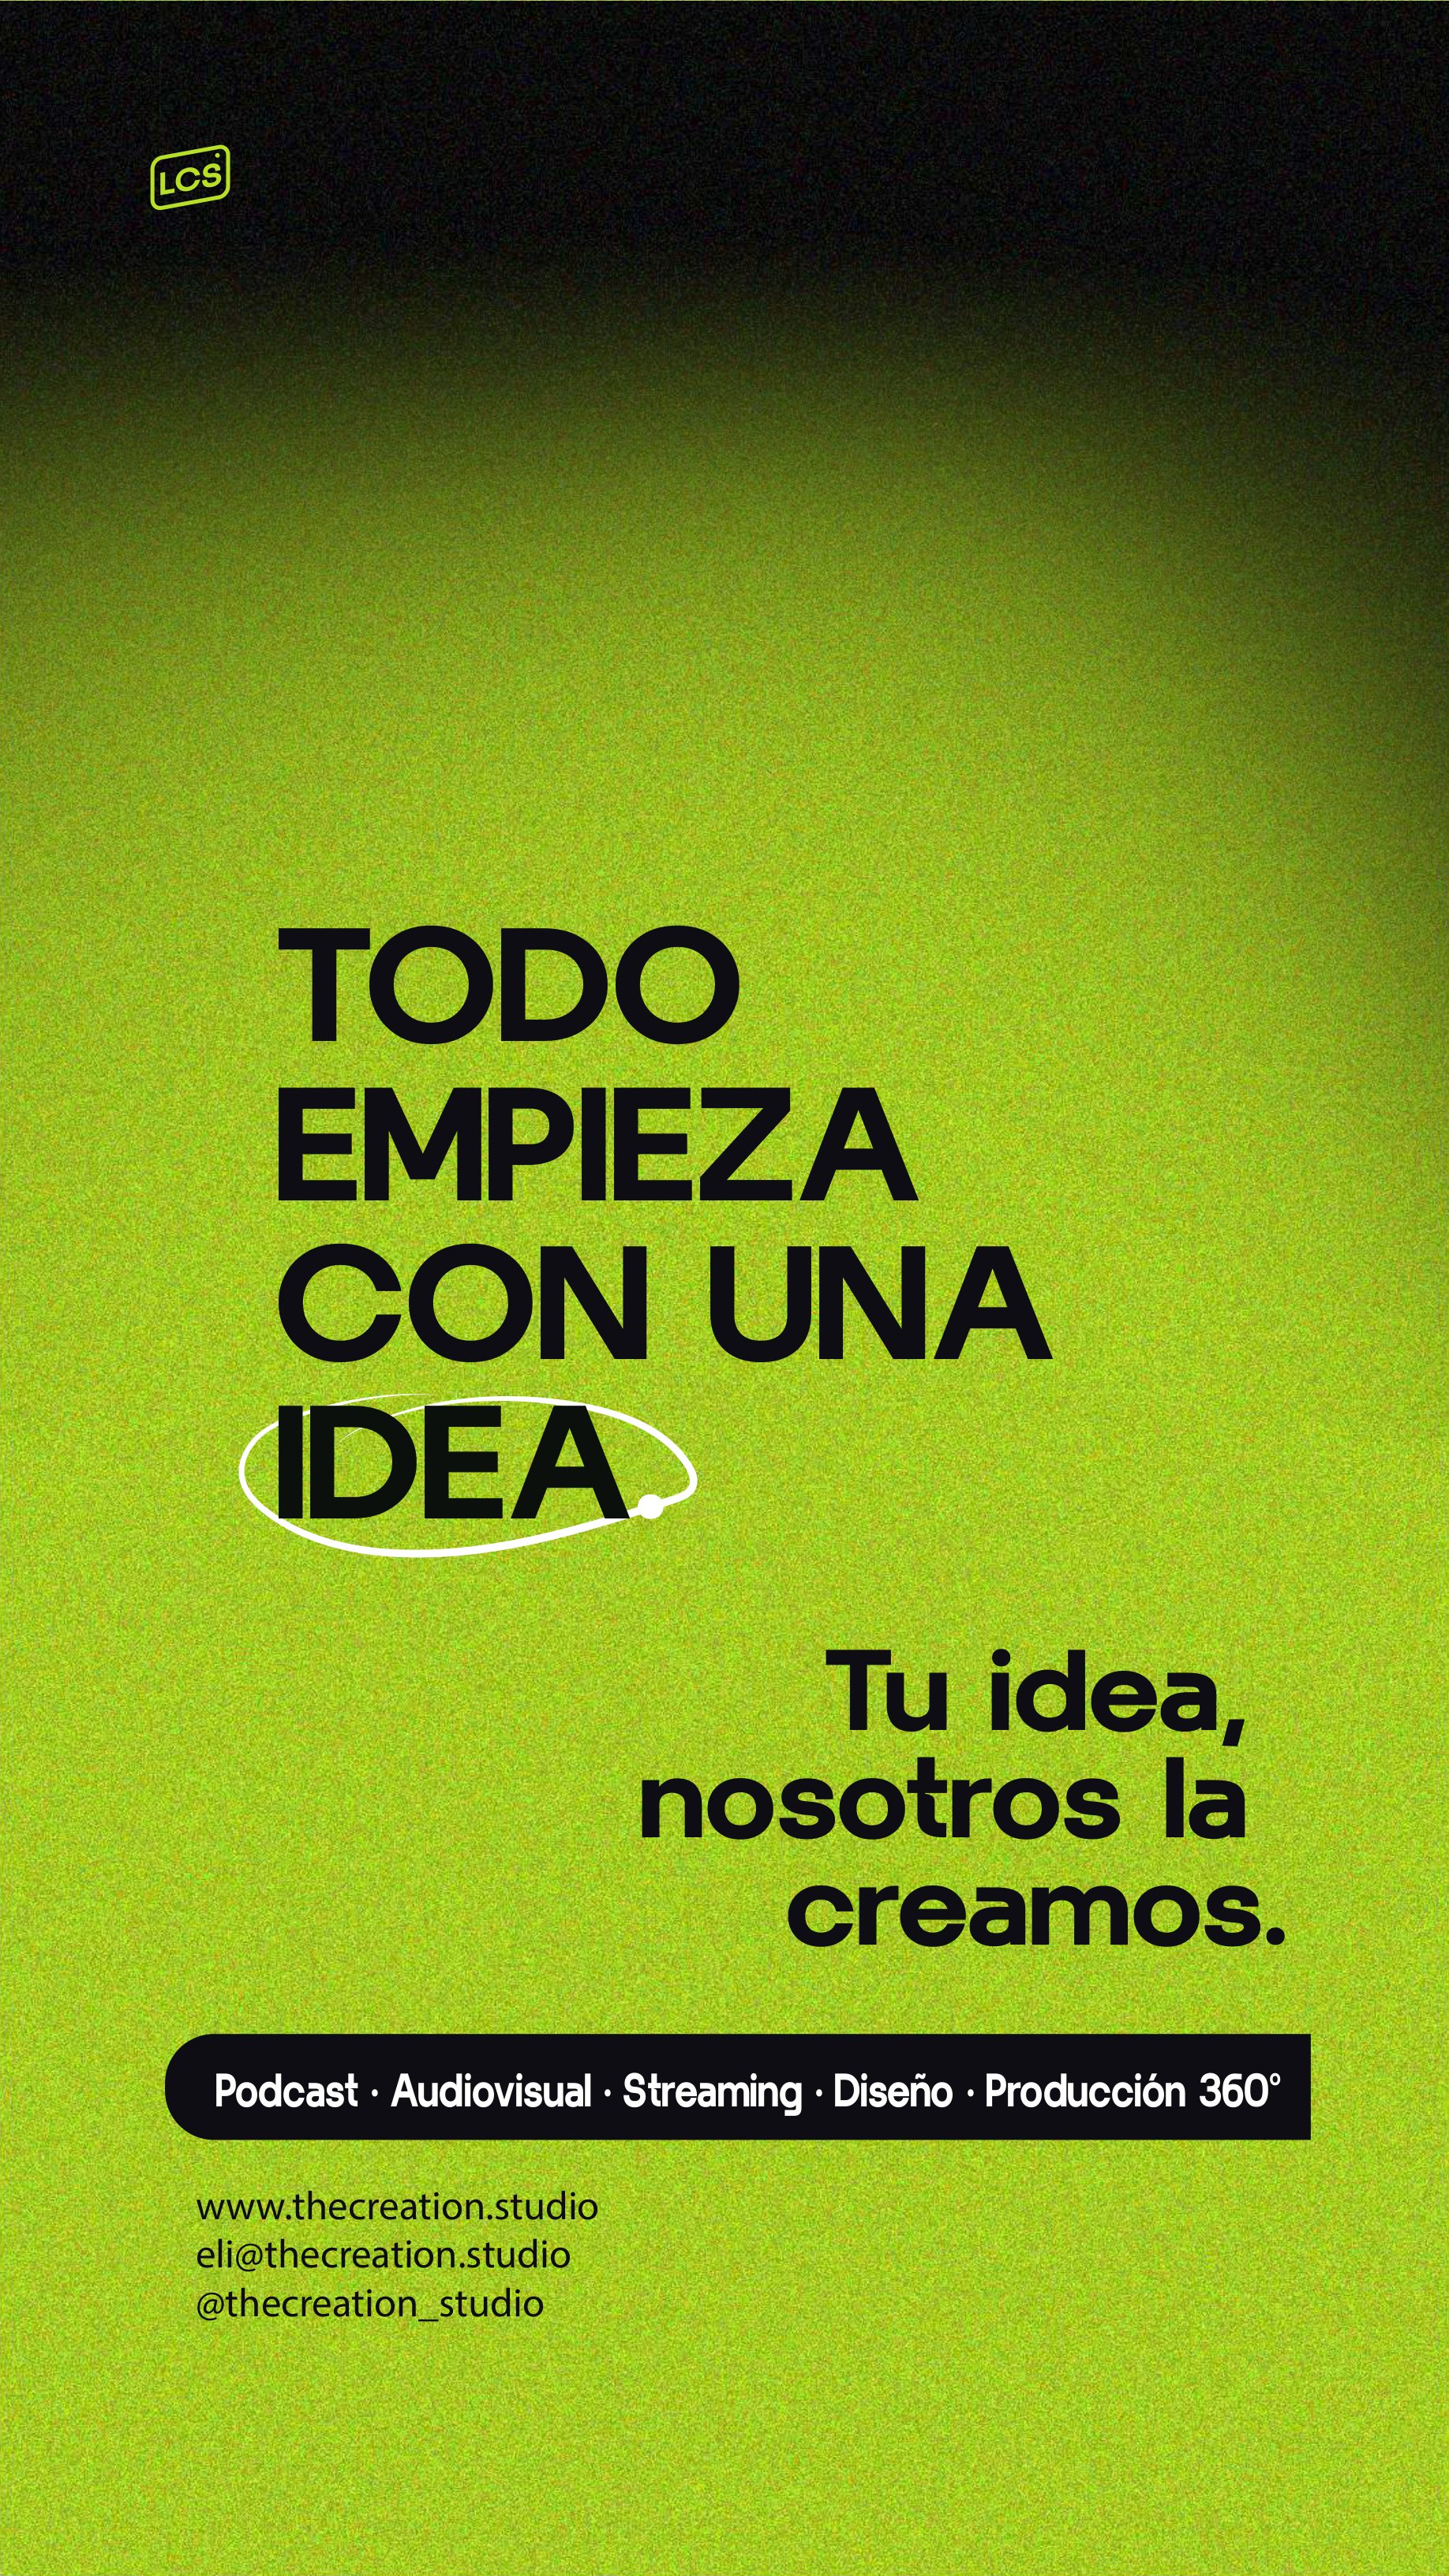 LCS
TODO
EMPIEZA
CON UNA
IDEA
Tu idea,
nosotros la
creamos.
Podcast · Audiovisual · Streaming · Diseño · Producción 360°
www.thecreation.studio
eli@thecreation.studio
@thecreation_studio